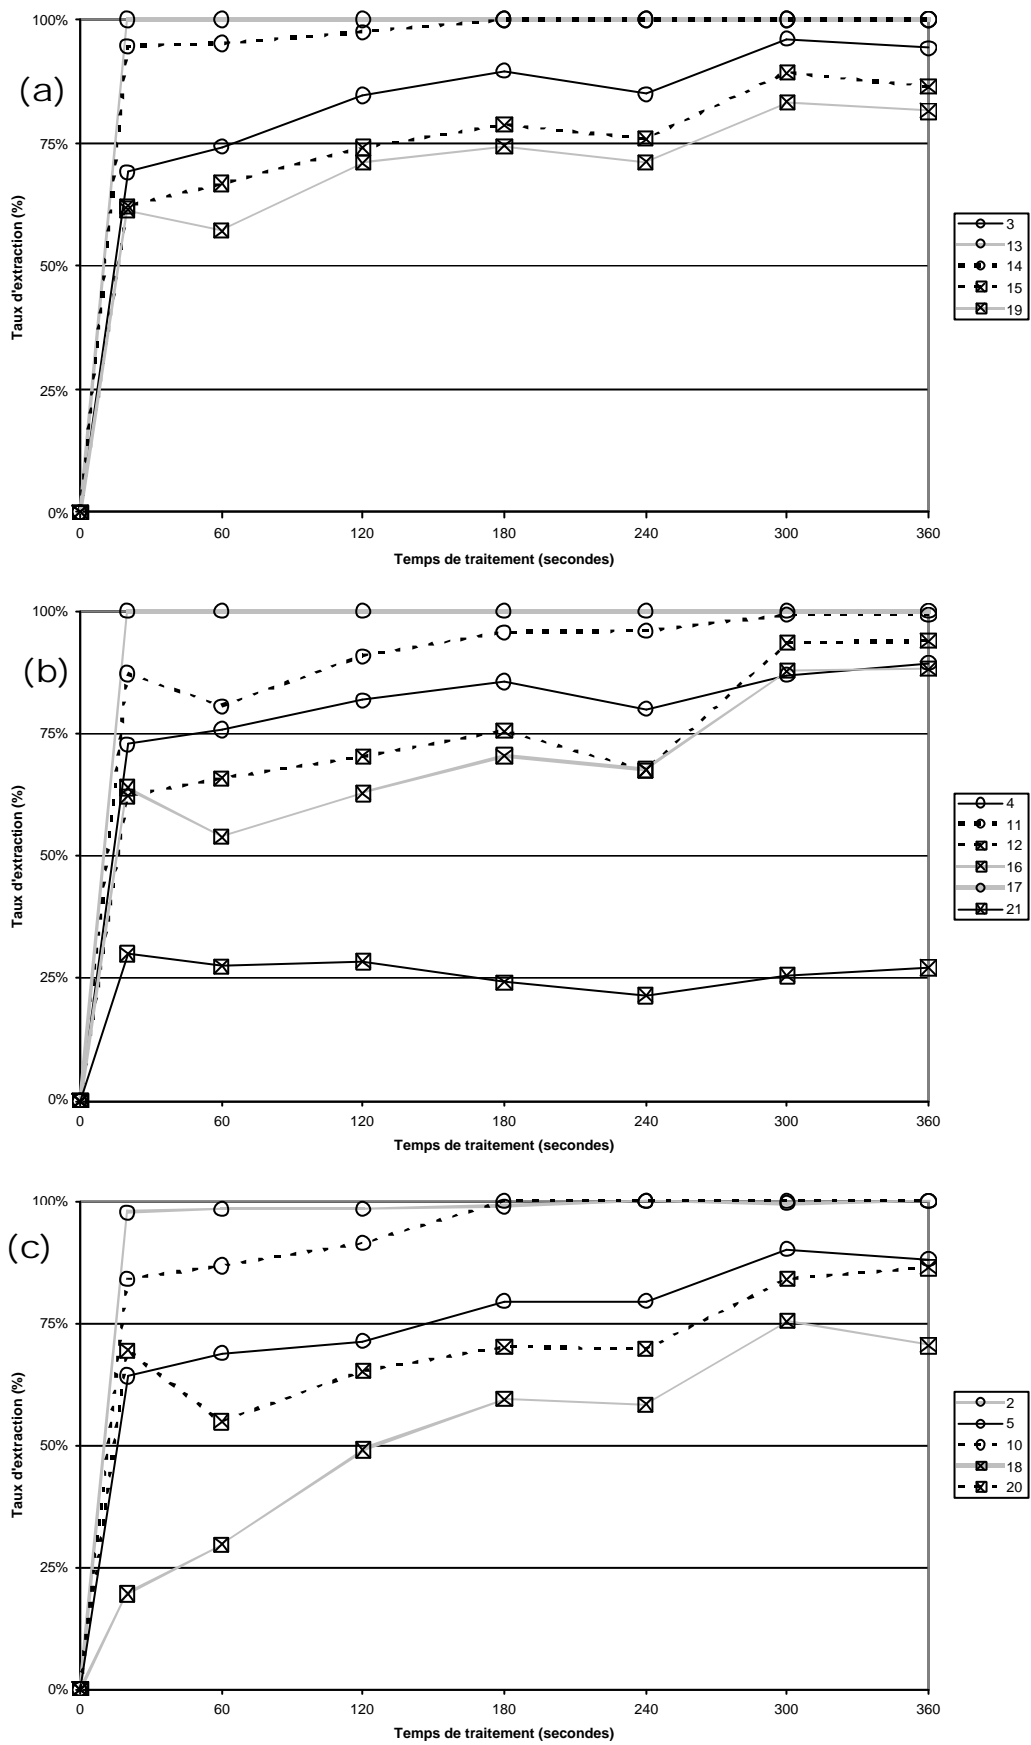 (a)
Taux d'extraction (%)
100%
75%
50%
25%
0%
0 60 120 180 240 300 360
Temps de traitement (secondes)
3
13
14
15
19
(b)
Taux d'extraction (%)
100%
75%
50%
25%
0%
0 60 120 180 240 300 360
Temps de traitement (secondes)
4
11
12
16
17
21
(c)
Taux d'extraction (%)
100%
75%
50%
25%
0%
0 60 120 180 240 300 360
Temps de traitement (secondes)
2
5
10
18
20